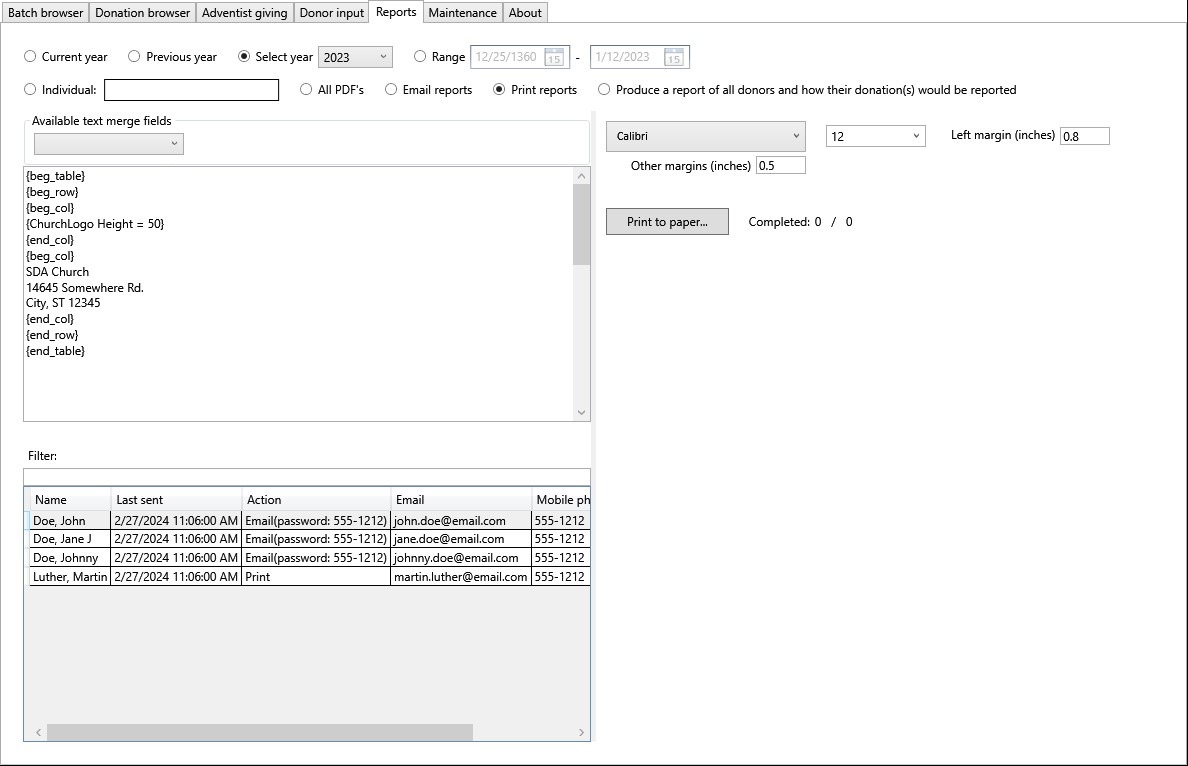 Batch browser Donation browser Adventist giving Donor input Reports Maintenance About
Current year Previous year Select year 2023 Range 12/25/1360 15 - 1/12/2023 15
Individual: All PDF's Email reports Print reports Produce a report of all donors and how their donation(s) would be reported
Available text merge fields
Calibri 12 Left margin (inches) 0.8
Other margins (inches) 0.5
{beg_table}
{beg_row}
{beg_col}
{ChurchLogo Height = 50}
{end_col}
{beg_col}
SDA Church
14645 Somewhere Rd.
City, ST 12345
{end_col}
{end_row}
{end_table}
Print to paper... Completed: 0 / 0
Filter:
Name Last sent Action Email Mobile ph
Doe, John 2/27/2024 11:06:00 AM Email(password: 555-1212) john.doe@email.com 555-1212
Doe, Jane J 2/27/2024 11:06:00 AM Email(password: 555-1212) jane.doe@email.com 555-1212
Doe, Johnny 2/27/2024 11:06:00 AM Email(password: 555-1212) johnny.doe@email.com 555-1212
Luther, Martin 2/27/2024 11:06:00 AM Print martin.luther@email.com 555-1212